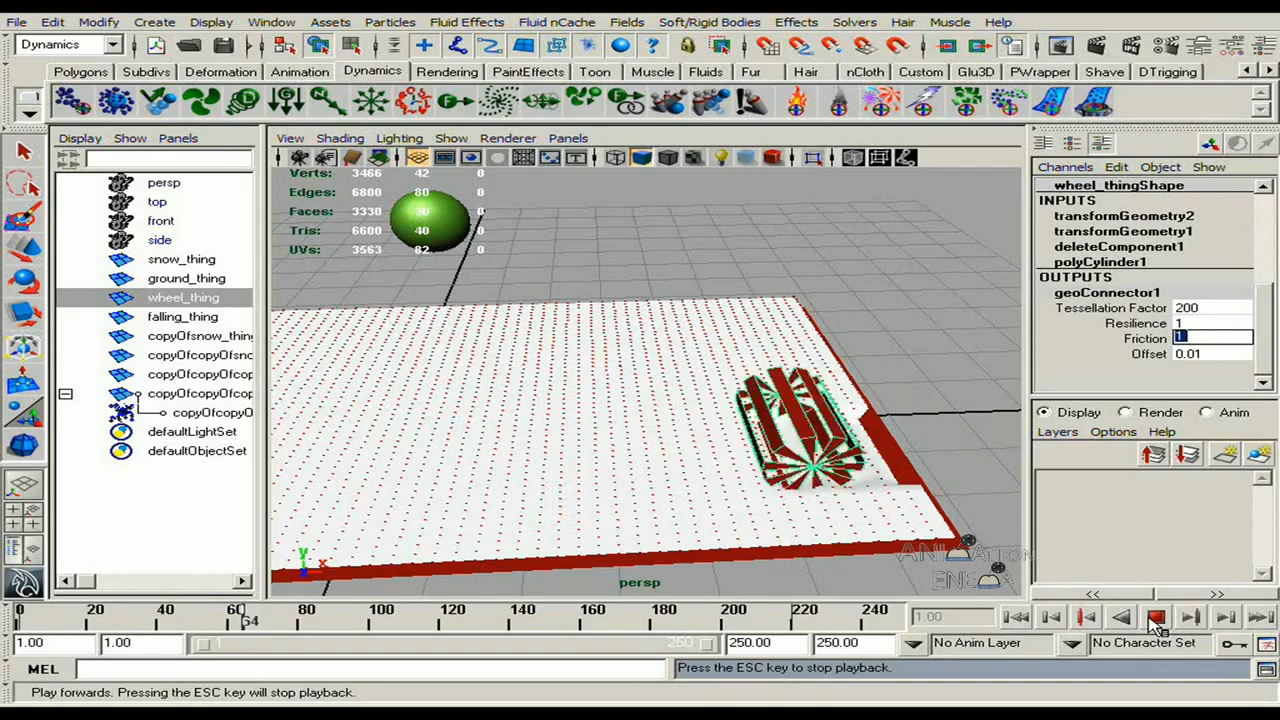 File Edit Modify Create Display Window Assets Particles Fluid Effects Fluid nCache Fields Soft/Rigid Bodies Effects Solvers Hair Muscle Help
Dynamics
Polygons Subdivs Deformation Animation Dynamics Rendering PaintEffects Toon Muscle Fluids Fur Hair nCloth Custom Glu3D PWrapper Shave DTrigging
Display Show Panels
View Shading Lighting Show Renderer Panels
Channels Edit Object Show
persp
top
front
side
snow_thing
ground_thing
wheel_thing
falling_thing
copyOfsnow_thin
copyOfcopyOfsno
copyOfcopyOfcop
copyOfcopyOfcop
copyOfcopyO
defaultLightSet
defaultObjectSet
Verts: 3466 42 0
Edges: 6800 80 0
Faces: 3330 30 0
Tris: 6600 40 0
UVs: 3563 82 0
y
x
persp
wheel_thingShape
INPUTS
transformGeometry2
transformGeometry1
deleteComponent1
polyCylinder1
OUTPUTS
geoConnector1
Tessellation Factor 200
Resilience 1
Friction 1
Offset 0.01
Display Render Anim
Layers Options Help
<< >>
ANIMATION
0 20 40 60 64 80 100 120 140 160 180 200 220 240 1.00
1.00 1.00 250 250.00 250.00 No Anim Layer No Character Set
MEL Press the ESC key to stop playback.
Play forwards. Pressing the ESC key will stop playback.